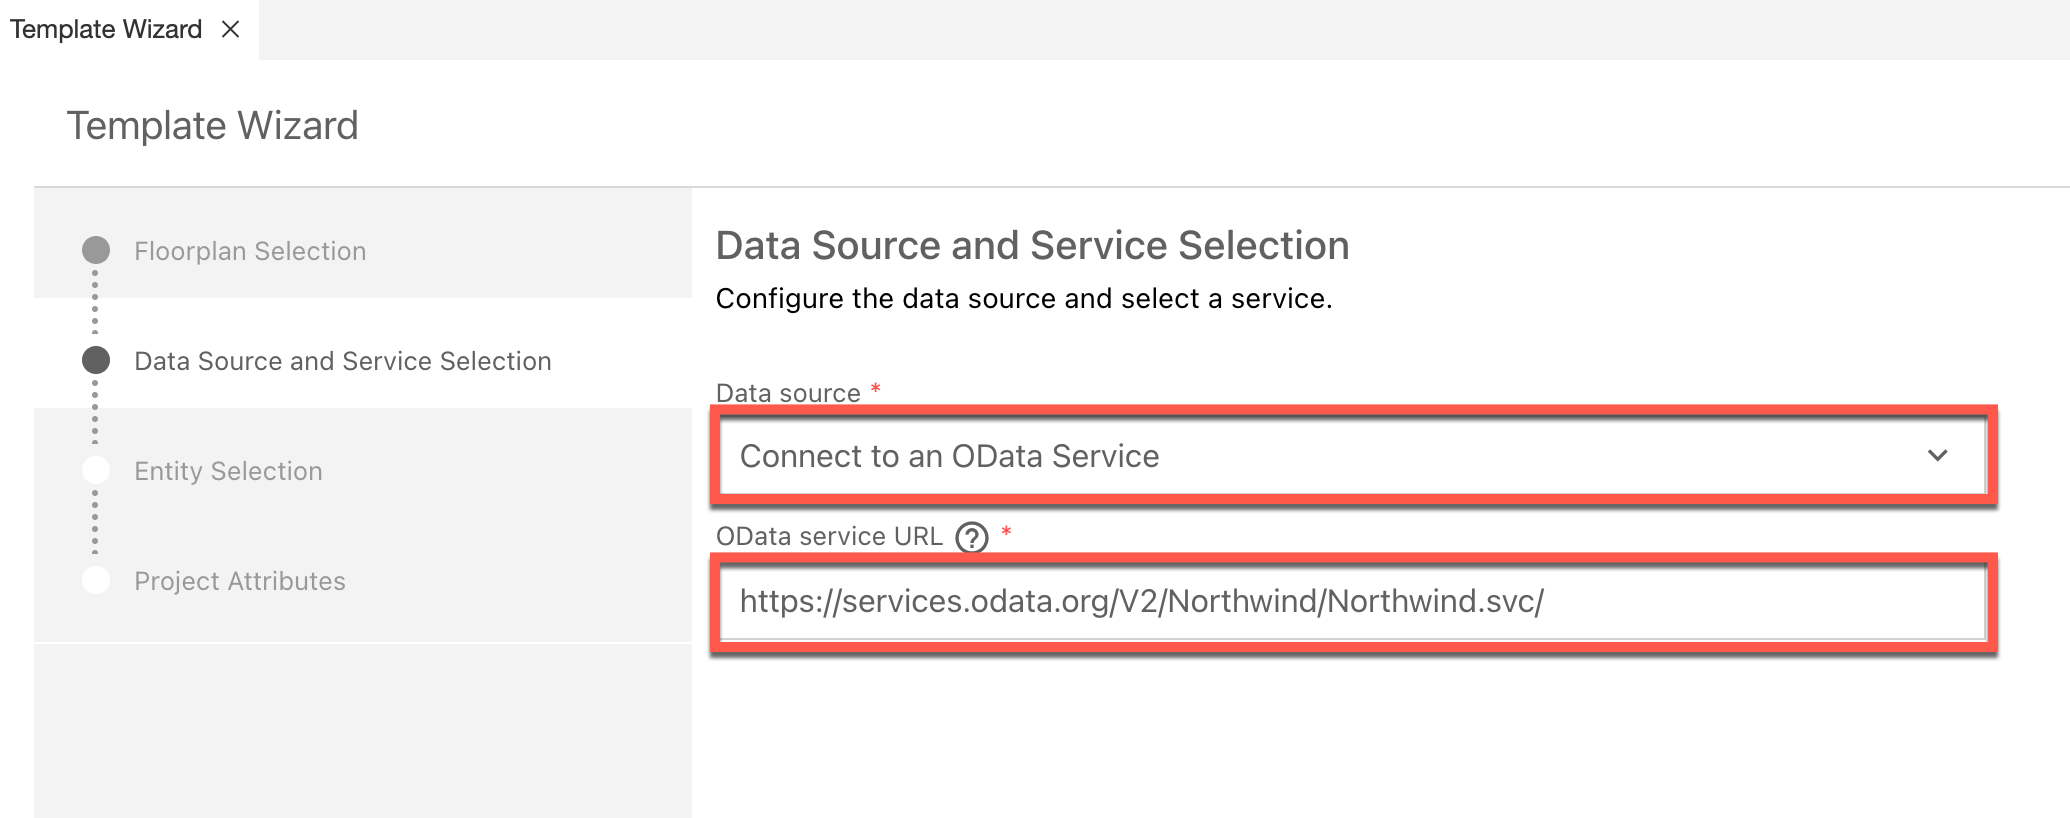 Template Wizard
Template Wizard
Floorplan Selection
Data Source and Service Selection
Entity Selection
Project Attributes
Data Source and Service Selection
Configure the data source and select a service.
Data source *
Connect to an OData Service
OData service URL ? *
https://services.odata.org/V2/Northwind/Northwind.svc/